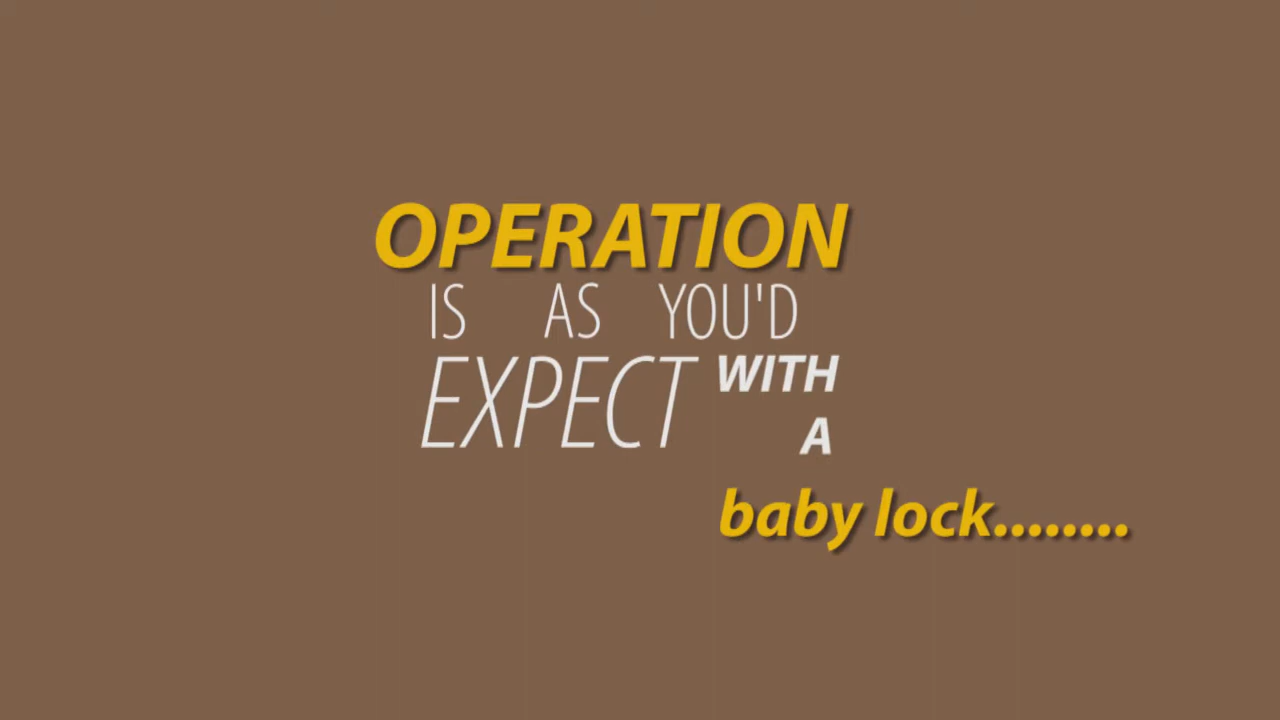 OPERATION
IS AS YOU'D
EXPECT WITH
A
baby lock........